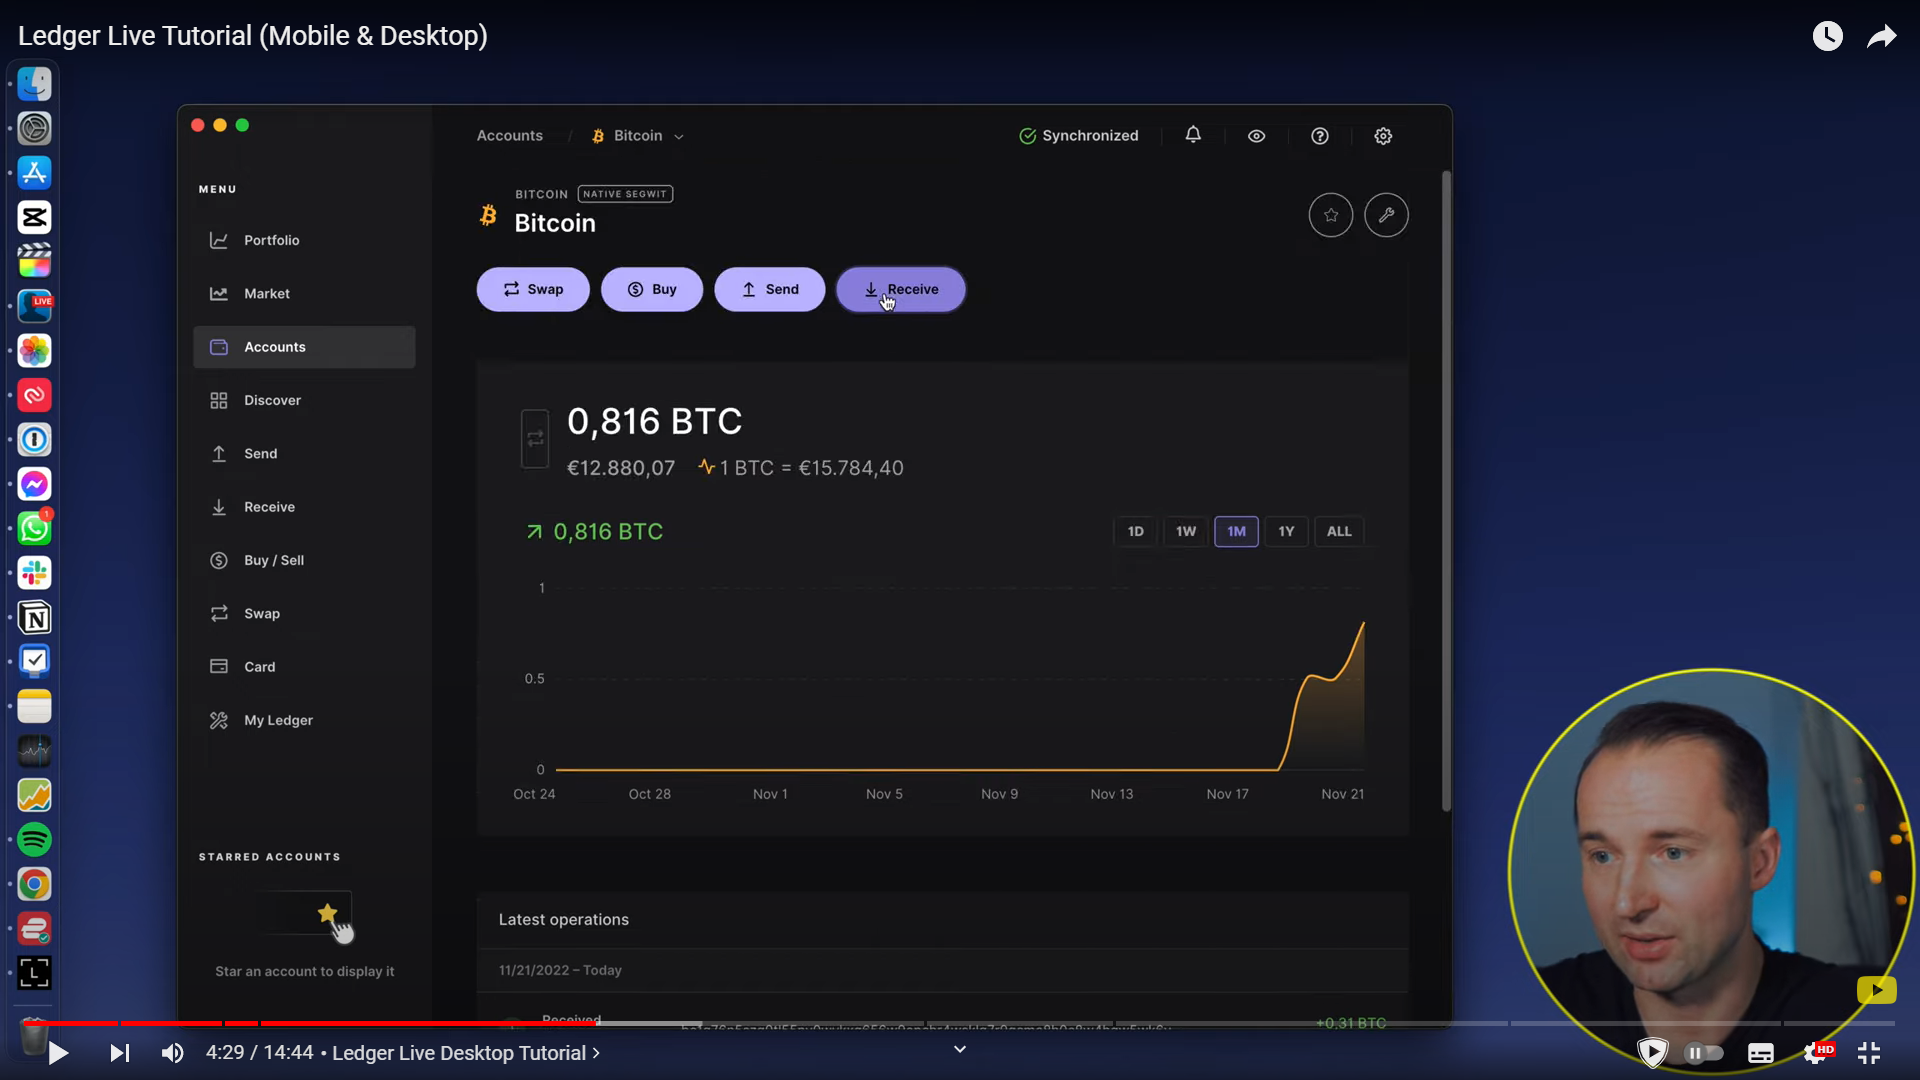 Ledger Live Tutorial (Mobile & Desktop)
LIVE
1
MENU
Portfolio
Market
Accounts
Discover
Send
Receive
Buy / Sell
Swap
Card
My Ledger
STARRED ACCOUNTS
Star an account to display it
Accounts / Bitcoin
Synchronized
BITCOIN NATIVE SEGWIT
Bitcoin
Swap Buy Send Receive
0,816 BTC
€12.880,07 1 BTC = €15.784,40
0,816 BTC
1D 1W 1M 1Y ALL
1
0.5
0
Oct 24 Oct 28 Nov 1 Nov 5 Nov 9 Nov 13 Nov 17 Nov 21
Latest operations
11/21/2022 – Today
Received +0,31 BTC
4:29 / 14:44 • Ledger Live Desktop Tutorial
HD